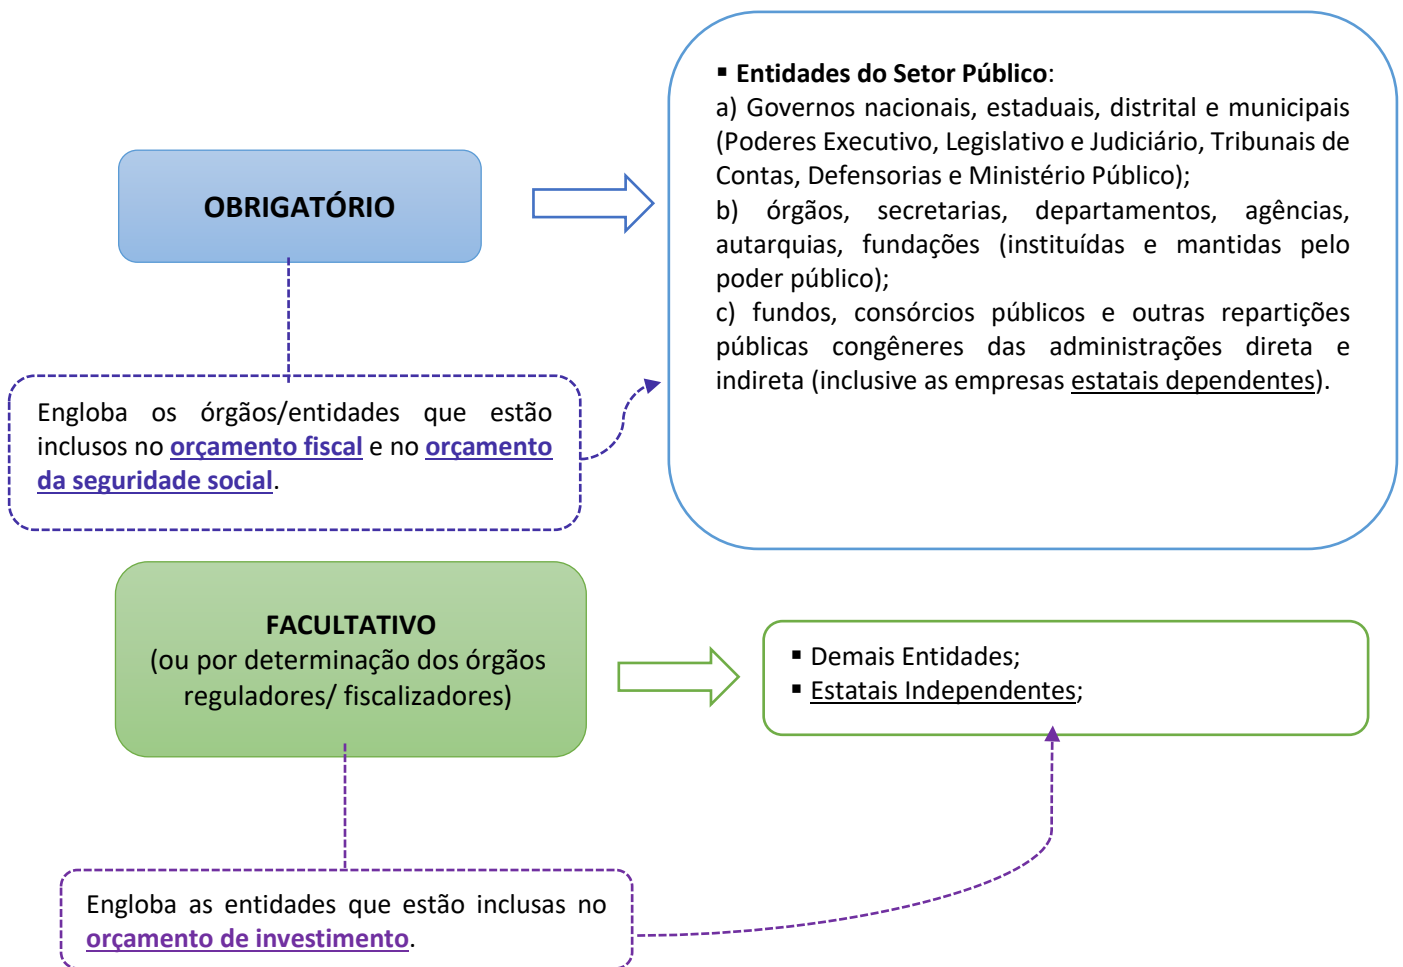 OBRIGATÓRIO
▪ Entidades do Setor Público:
a) Governos nacionais, estaduais, distrital e municipais
(Poderes Executivo, Legislativo e Judiciário, Tribunais de
Contas, Defensorias e Ministério Público);
b) órgãos, secretarias, departamentos, agências,
autarquias, fundações (instituídas e mantidas pelo
poder público);
c) fundos, consórcios públicos e outras repartições
públicas congêneres das administrações direta e
indireta (inclusive as empresas estatais dependentes).
Engloba os órgãos/entidades que estão
inclusos no orçamento fiscal e no orçamento
da seguridade social.
FACULTATIVO
(ou por determinação dos órgãos
reguladores/ fiscalizadores)
▪ Demais Entidades;
▪ Estatais Independentes;
Engloba as entidades que estão inclusas no
orçamento de investimento.